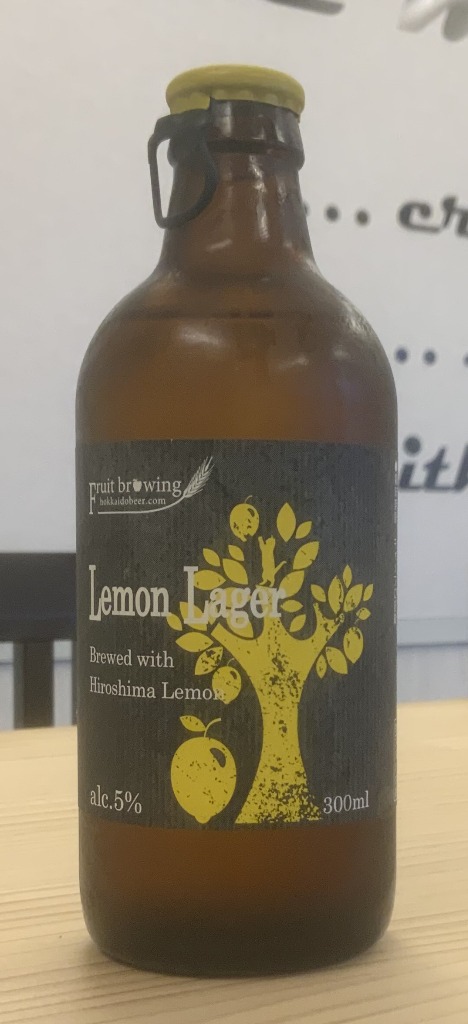 Fruit brewing
hokkaidobeer.com
Lemon Lager
Brewed with
Hiroshima Lemon
alc.5%
300ml